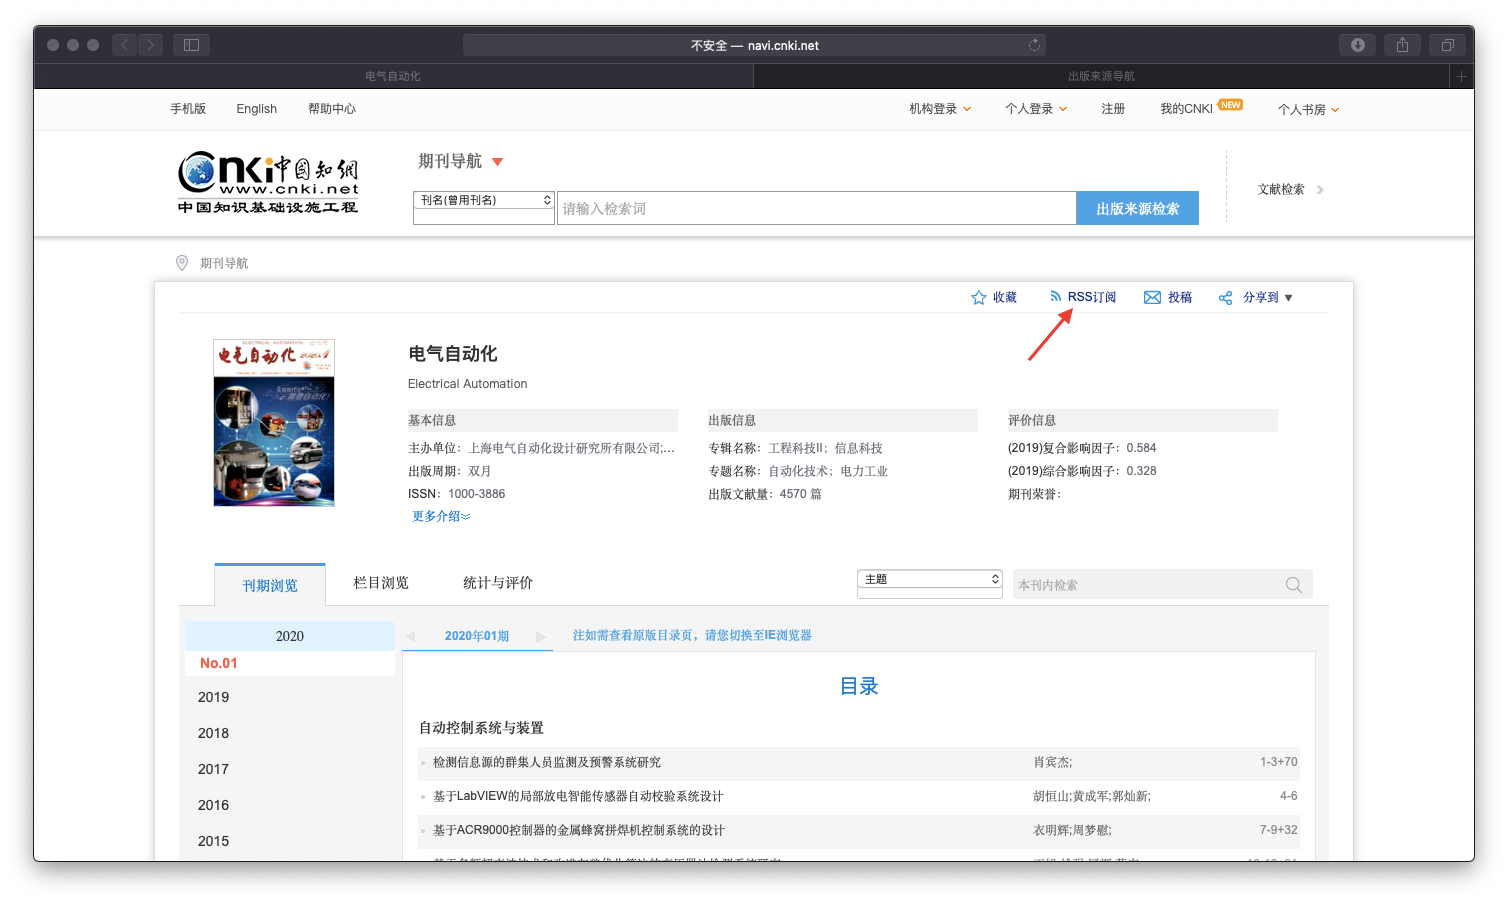 不安全 — navi.cnki.net
电气自动化
出版来源导航
手机版 English 帮助中心 机构登录 个人登录 注册 我的CNKI NEW 个人书房
Cnki中国知网
www.cnki.net
中国知识基础设施工程
期刊导航
刊名(曾用刊名) 请输入检索词 出版来源检索 文献检索
期刊导航
收藏 RSS订阅 投稿 分享到
ELECTRICAL AUTOMATION
电气自动化
电气自动化
Electrical Automation
基本信息 出版信息 评价信息
主办单位：上海电气自动化设计研究所有限公司;... 专辑名称：工程科技II；信息科技 (2019)复合影响因子：0.584
出版周期：双月 专题名称：自动化技术；电力工业 (2019)综合影响因子：0.328
ISSN：1000-3886 出版文献量：4570 篇 期刊荣誉：
更多介绍
刊期浏览 栏目浏览 统计与评价 主题 本刊内检索
2020 2020年01期 注如需查看原版目录页，请您切换至IE浏览器
No.01
2019
2018
2017
2016
2015
目录
自动控制系统与装置
检测信息源的群集人员监测及预警系统研究 肖宾杰; 1-3+70
基于LabVIEW的局部放电智能传感器自动校验系统设计 胡恒山;黄成军;郭灿新; 4-6
基于ACR9000控制器的金属蜂窝拼焊机控制系统的设计 衣明辉;周梦慰; 7-9+32